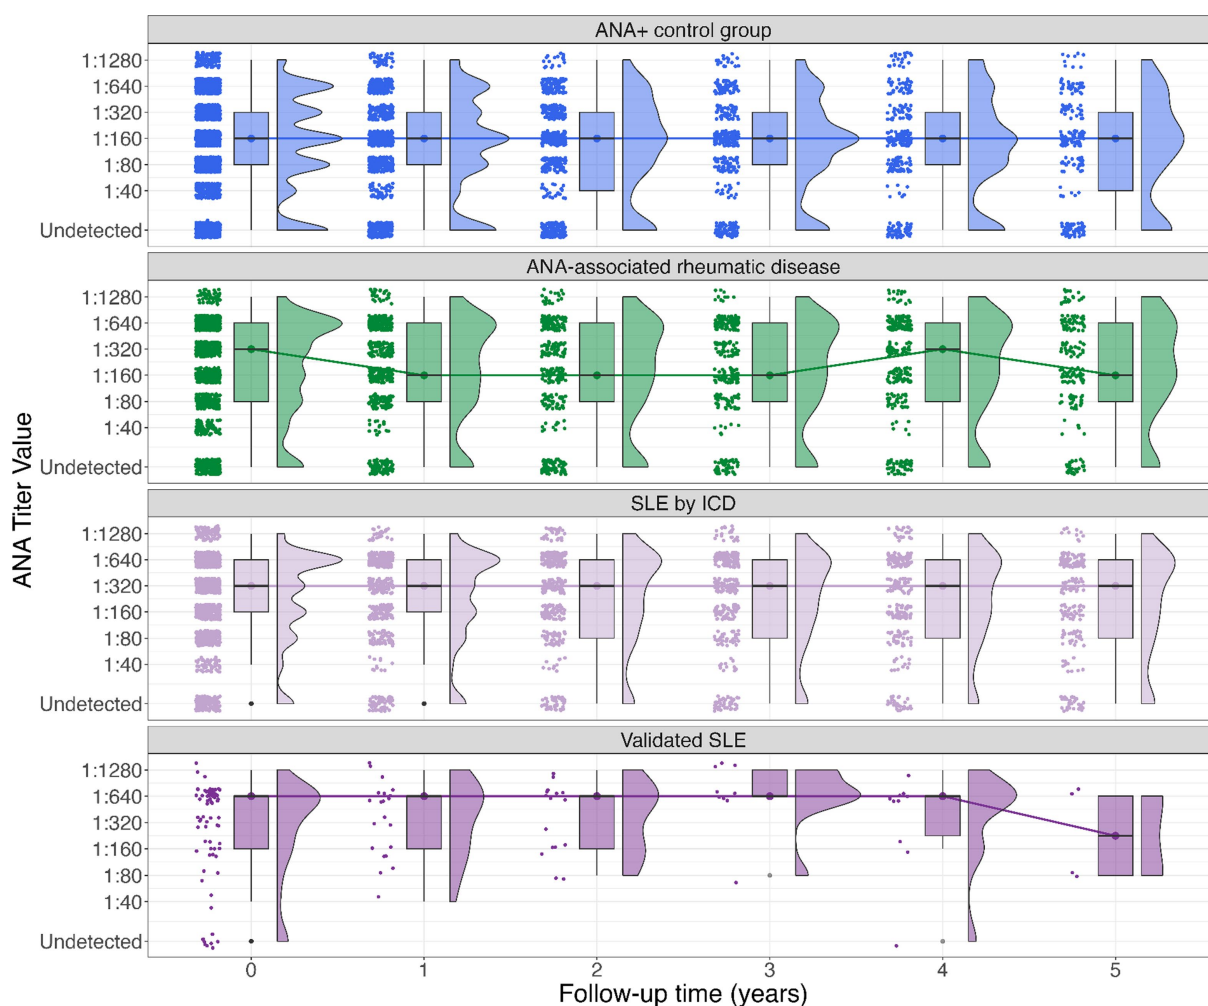 ANA+ control group
1:1280
1:640
1:320
1:160
1:80
1:40
Undetected
ANA-associated rheumatic disease
1:1280
1:640
1:320
1:160
1:80
1:40
Undetected
SLE by ICD
1:1280
1:640
1:320
1:160
1:80
1:40
Undetected
Validated SLE
1:1280
1:640
1:320
1:160
1:80
1:40
Undetected
ANA Titer Value
0 1 2 3 4 5
Follow-up time (years)